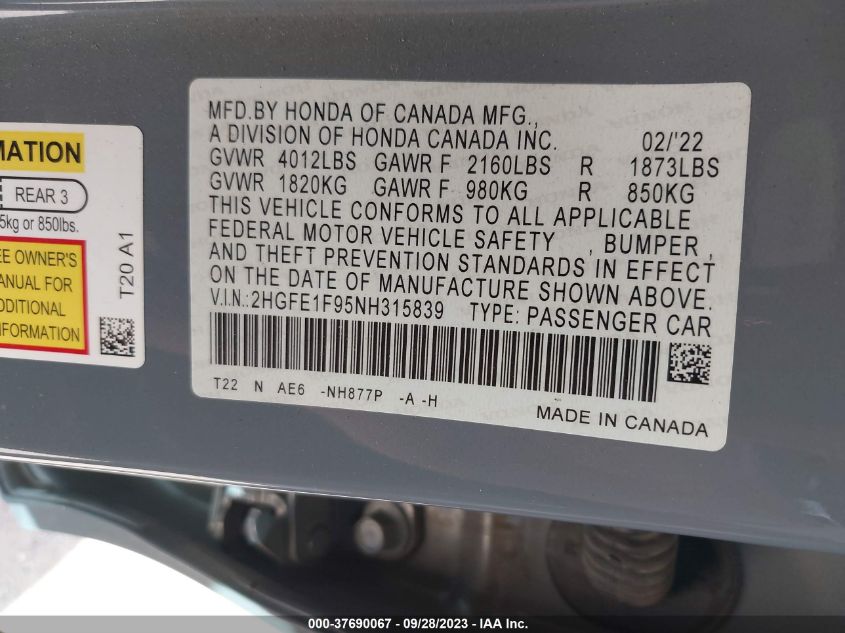 MATION
REAR 3
5kg or 850lbs.
EE OWNER'S
ANUAL FOR
DDITIONAL
NFORMATION
T20 A1
MFD.BY HONDA OF CANADA MFG.,
A DIVISION OF HONDA CANADA INC. 02/'22
GVWR 4012LBS GAWR F 2160LBS R 1873LBS
GVWR 1820KG GAWR F 980KG R 850KG
THIS VEHICLE CONFORMS TO ALL APPLICABLE
FEDERAL MOTOR VEHICLE SAFETY , BUMPER ,
AND THEFT PREVENTION STANDARDS IN EFFECT
ON THE DATE OF MANUFACTURE SHOWN ABOVE.
V.I.N.:2HGFE1F95NH315839 TYPE: PASSENGER CAR
T22 N AE6 -NH877P -A -H
MADE IN CANADA
000-37690067 / 09/28/2023 - IAA Inc.